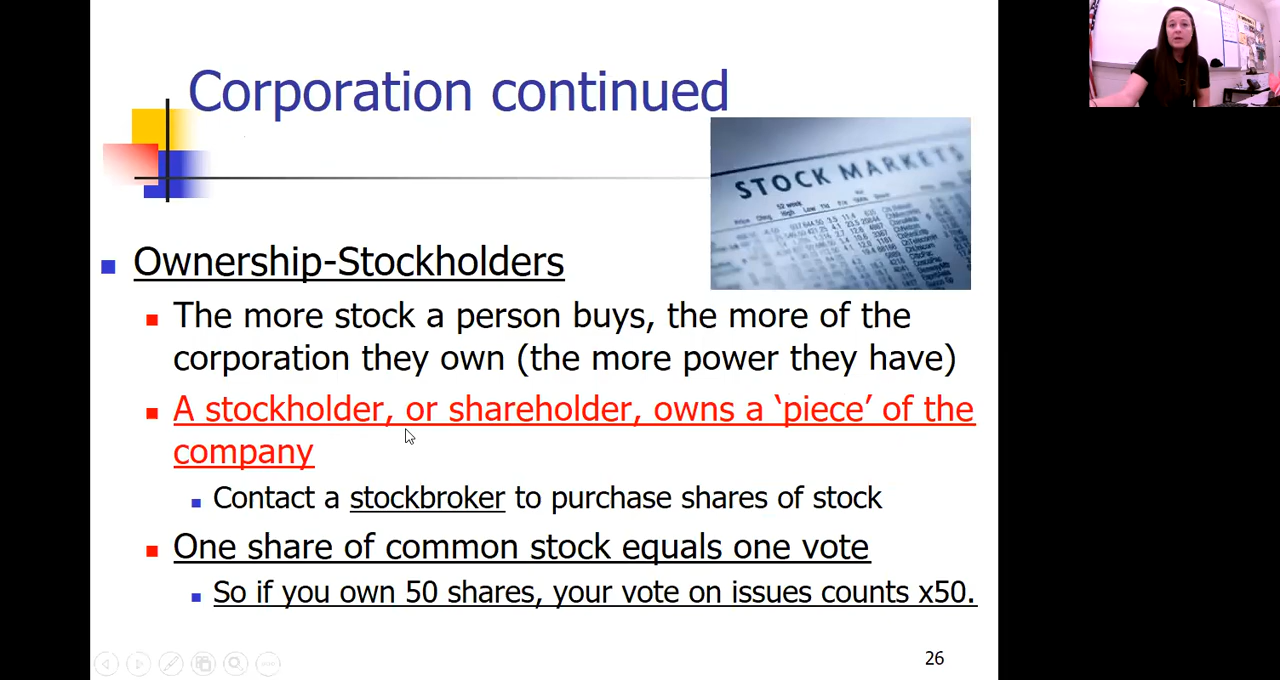 Corporation continued
STOCK MARKETS
Ownership-Stockholders
The more stock a person buys, the more of the
corporation they own (the more power they have)
A stockholder, or shareholder, owns a ‘piece’ of the
company
Contact a stockbroker to purchase shares of stock
One share of common stock equals one vote
So if you own 50 shares, your vote on issues counts x50.
26